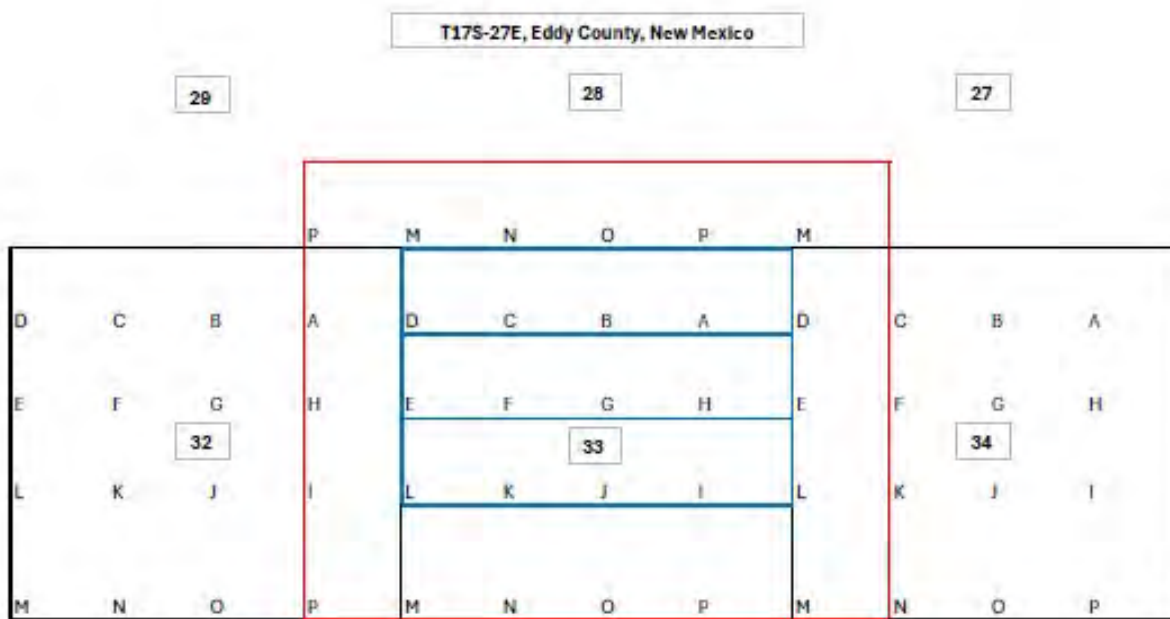 T17S-27E, Eddy County, New Mexico
29 28 27
P M N O P M
D C B A D C B A D C B A
E F G H E F G H E F G H
32 33 34
L K J I L K J I L K J I
M N O P M N O P M N O P